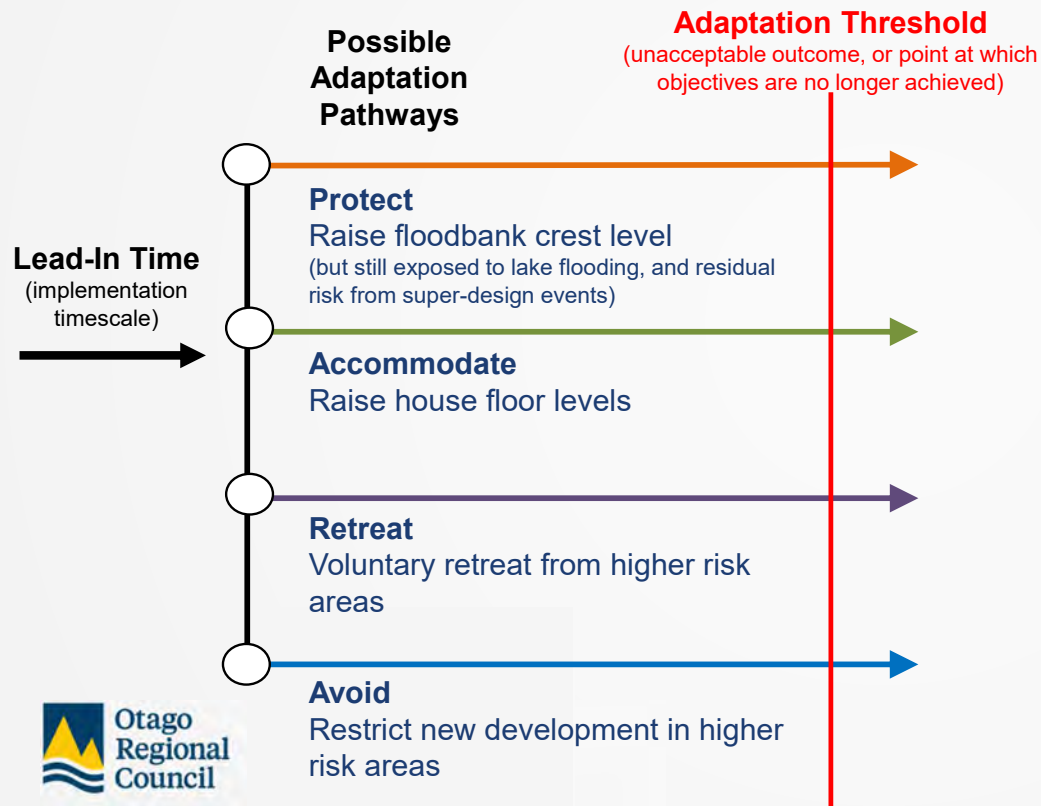 Possible
Adaptation
Pathways
Adaptation Threshold
(unacceptable outcome, or point at which
objectives are no longer achieved)
Lead-In Time
(implementation
timescale)
Protect
Raise floodbank crest level
(but still exposed to lake flooding, and residual
risk from super-design events)
Accommodate
Raise house floor levels
Retreat
Voluntary retreat from higher risk
areas
Avoid
Restrict new development in higher
risk areas
Otago
Regional
Council